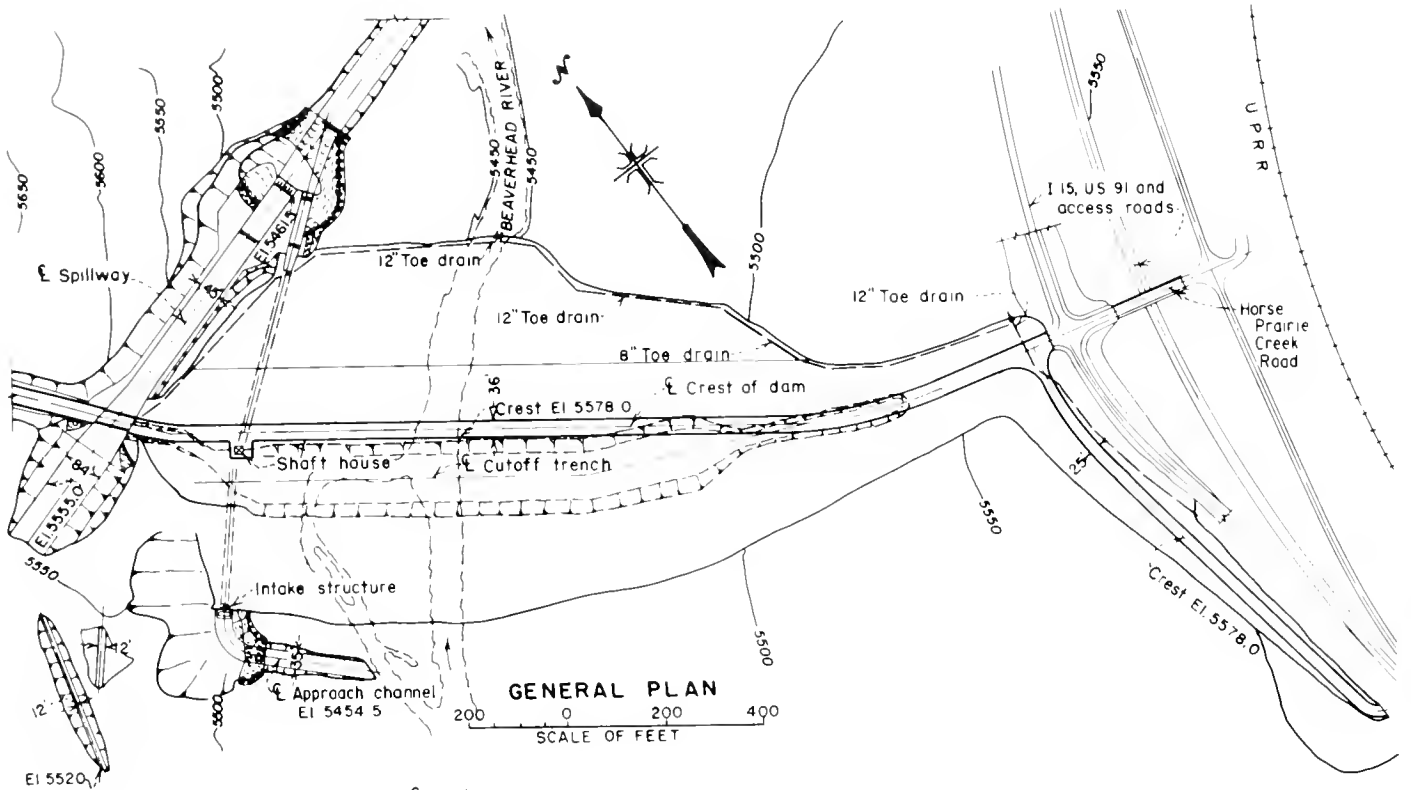 5650
5600
5550
5500
5450
BEAVERHEAD RIVER
5450
N
5500
5550
UPRR
I 15, US 91 and
access roads
℄ Spillway
El 5461.5
12" Toe drain
12" Toe drain
8" Toe drain
12" Toe drain
Horse
Prairie
Creek
Road
36'
℄ Crest of dam
Crest El 5578.0
Shaft house
℄ Cutoff trench
84'
El 5555.0
25'
5550
5550
Intake structure
Crest El. 5578.0
5500
12'
12'
35'
℄ Approach channel
El 5454.5
5500
El 5520
GENERAL PLAN
200 0 200 400
SCALE OF FEET